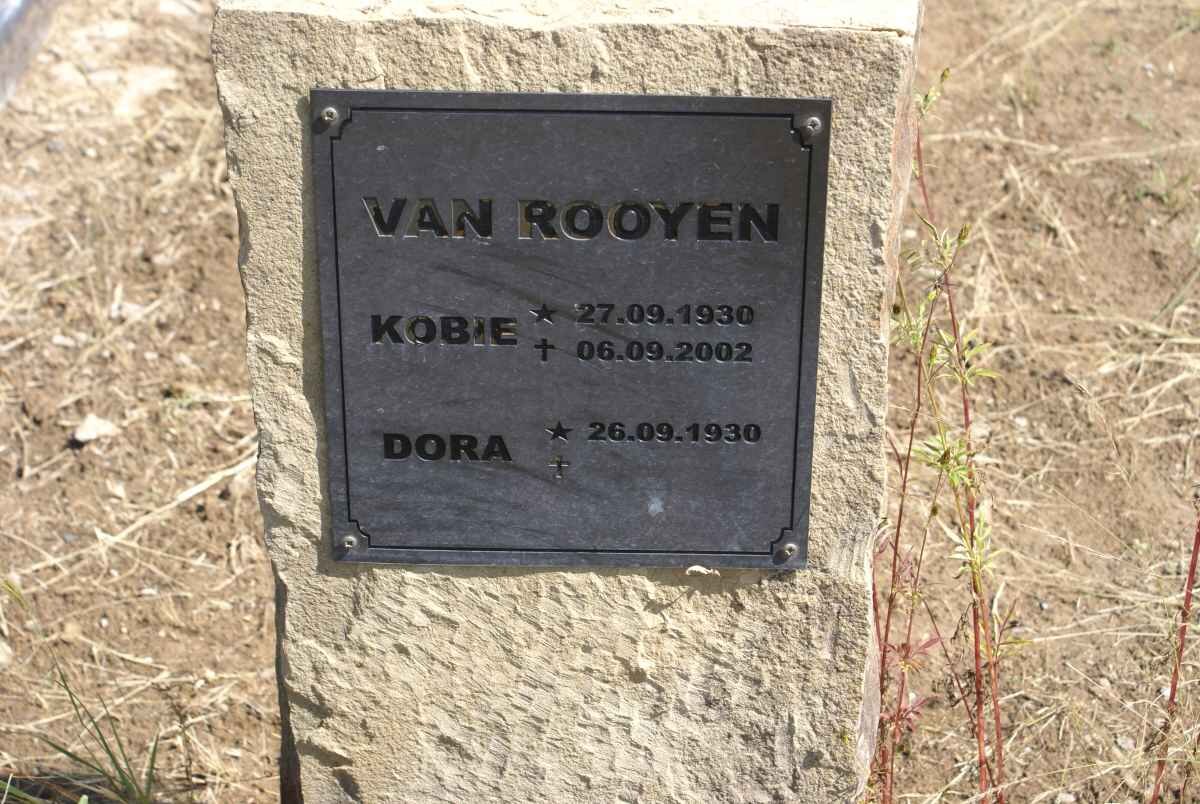 VAN ROOYEN
KOBIE ★ 27.09.1930
✝ 06.09.2002
DORA ★ 26.09.1930
✝